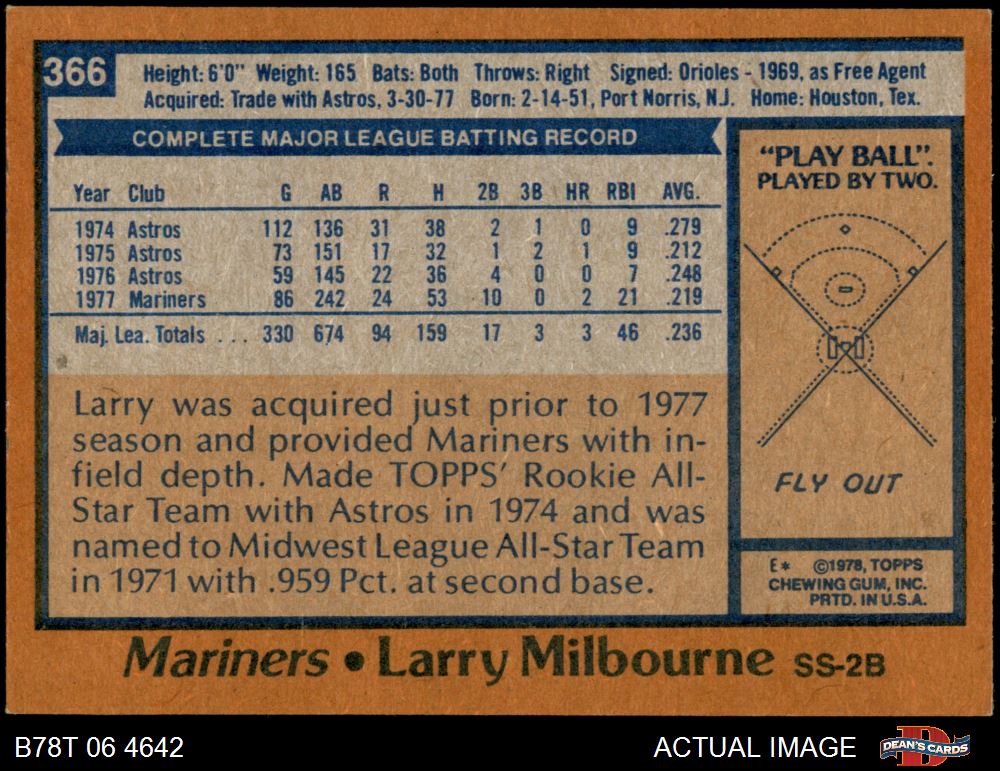 366
Height: 6'0" Weight: 165 Bats: Both Throws: Right Signed: Orioles - 1969, as Free Agent
Acquired: Trade with Astros, 3-30-77 Born: 2-14-51, Port Norris, N.J. Home: Houston, Tex.
COMPLETE MAJOR LEAGUE BATTING RECORD
Year Club G AB R H 2B 3B HR RBI AVG.
1974 Astros 112 136 31 38 2 1 0 9 .279
1975 Astros 73 151 17 32 1 2 1 9 .212
1976 Astros 59 145 22 36 4 0 0 7 .248
1977 Mariners 86 242 24 53 10 0 2 21 .219
Maj. Lea. Totals . . . 330 674 94 159 17 3 3 46 .236
Larry was acquired just prior to 1977
season and provided Mariners with in-
field depth. Made TOPPS' Rookie All-
Star Team with Astros in 1974 and was
named to Midwest League All-Star Team
in 1971 with .959 Pct. at second base.
"PLAY BALL".
PLAYED BY TWO.
FLY OUT
E* ©1978, TOPPS
CHEWING GUM, INC.
PRTD. IN U.S.A.
Mariners • Larry Milbourne SS-2B
B78T 06 4642 ACTUAL IMAGE DEAN'S CARDS